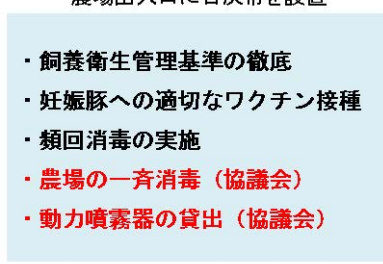 ・飼養衛生管理基準の徹底
・妊娠豚への適切なワクチン接種
・頻回消毒の実施
・農場の一斉消毒（協議会）
・動力噴霧器の貸出（協議会）